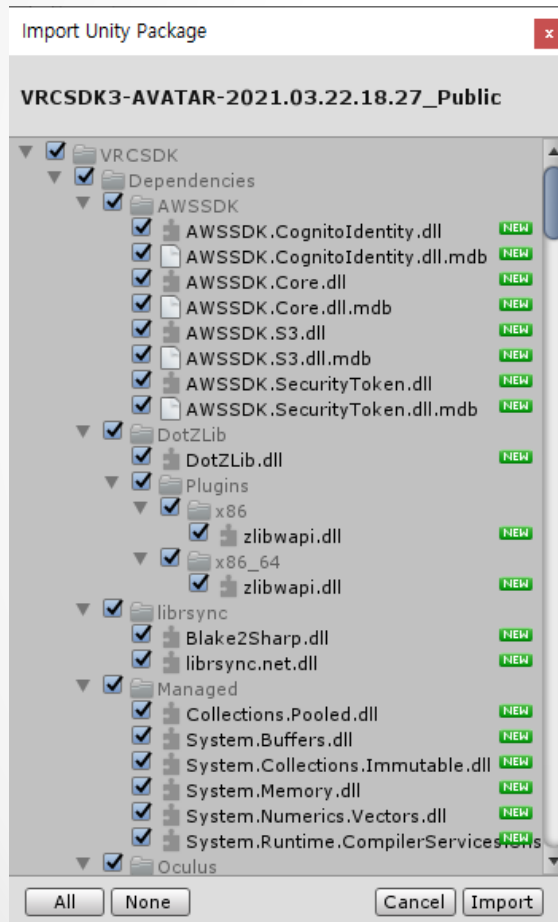 Import Unity Package
x
VRCSDK3-AVATAR-2021.03.22.18.27_Public
VRCSDK
Dependencies
AWSSDK
AWSSDK.CognitoIdentity.dll NEW
AWSSDK.CognitoIdentity.dll.mdb NEW
AWSSDK.Core.dll NEW
AWSSDK.Core.dll.mdb NEW
AWSSDK.S3.dll NEW
AWSSDK.S3.dll.mdb NEW
AWSSDK.SecurityToken.dll NEW
AWSSDK.SecurityToken.dll.mdb NEW
DotZLib
DotZLib.dll NEW
Plugins
x86
zlibwapi.dll NEW
x86_64
zlibwapi.dll NEW
librsync
Blake2Sharp.dll NEW
librsync.net.dll NEW
Managed
Collections.Pooled.dll NEW
System.Buffers.dll NEW
System.Collections.Immutable.dll NEW
System.Memory.dll NEW
System.Numerics.Vectors.dll NEW
System.Runtime.CompilerServices NEW
Oculus
All None Cancel Import